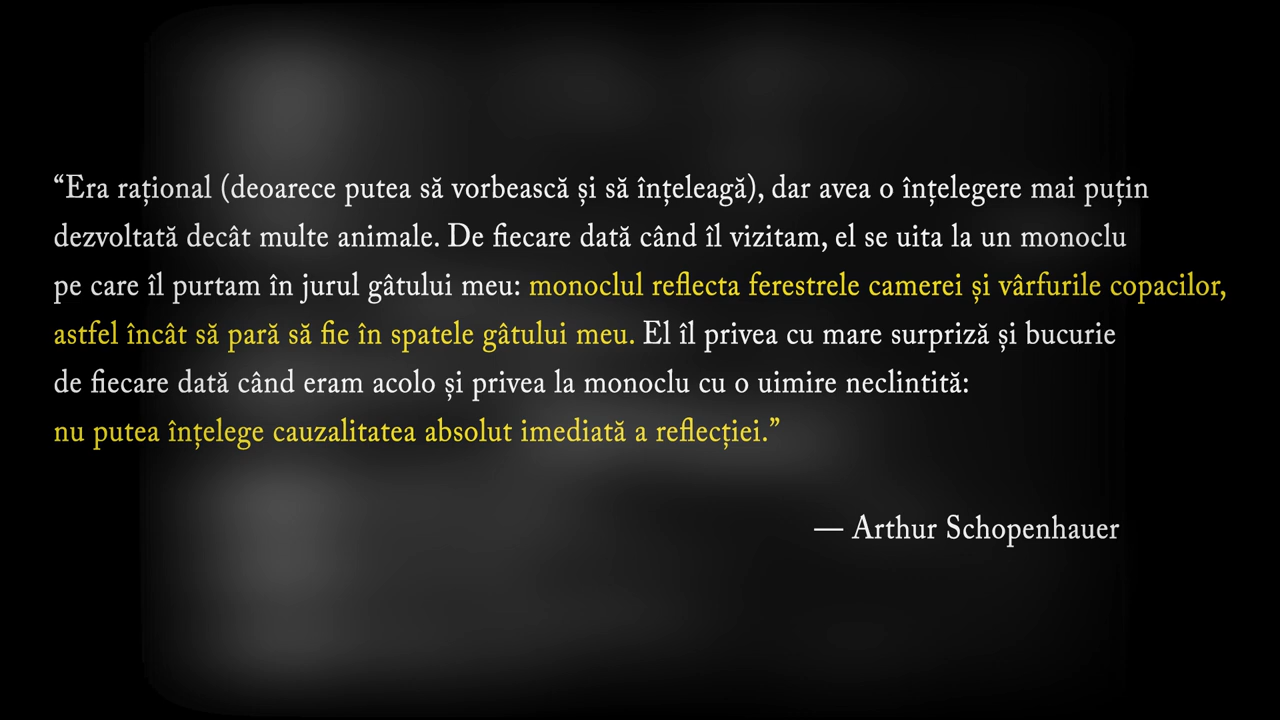 “Era rațional (deoarece putea să vorbească și să înțeleagă), dar avea o înțelegere mai puțin
dezvoltată decât multe animale. De fiecare dată când îl vizitam, el se uita la un monoclu
pe care îl purtam în jurul gâtului meu: monoclul reflecta ferestrele camerei și vârfurile copacilor,
astfel încât să pară să fie în spatele gâtului meu. El îl privea cu mare surpriză și bucurie
de fiecare dată când eram acolo și privea la monoclu cu o uimire neclintită:
nu putea înțelege cauzalitatea absolut imediată a reflecției.”
— Arthur Schopenhauer